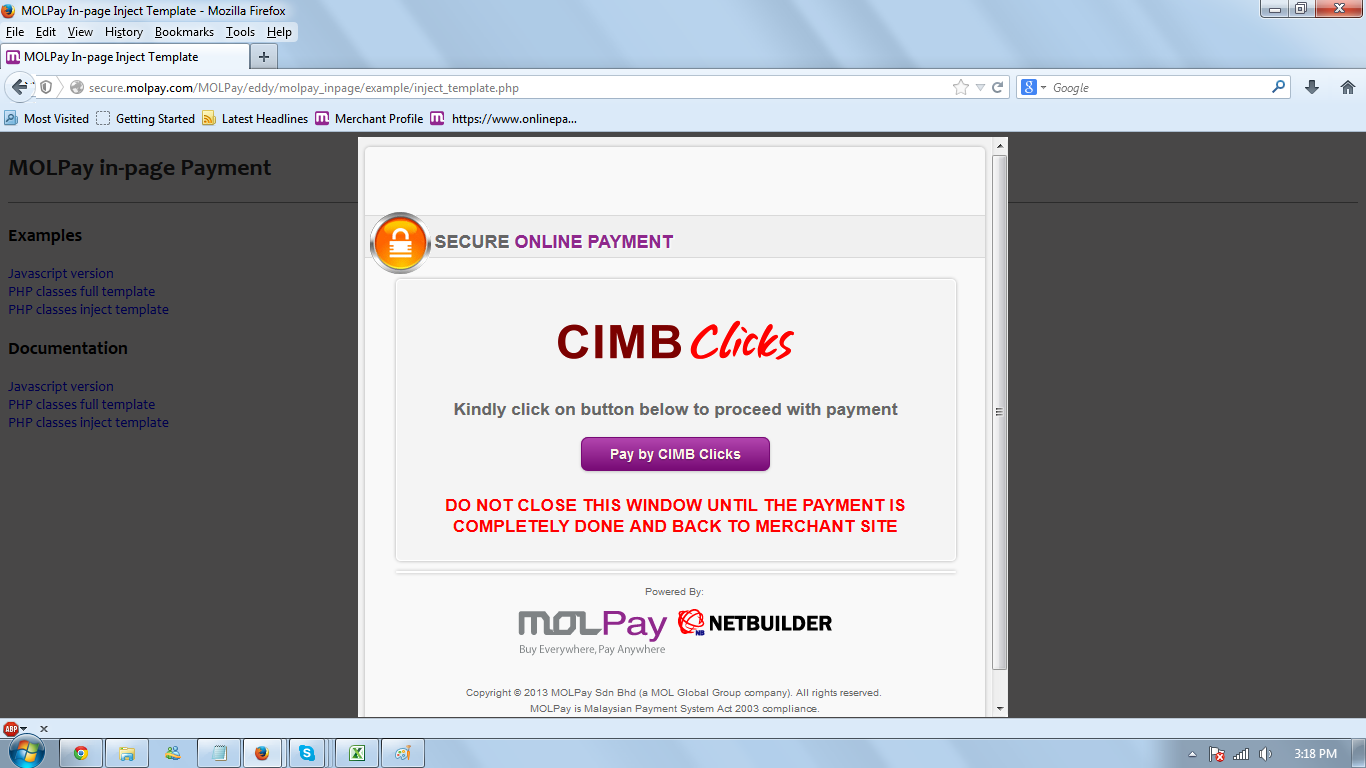 MOLPay In-page Inject Template - Mozilla Firefox
File Edit View History Bookmarks Tools Help
MOLPay In-page Inject Template
secure.molpay.com/MOLPay/eddy/molpay_inpage/example/inject_template.php
Google
Most Visited Getting Started Latest Headlines Merchant Profile https://www.onlinepa...
MOLPay in-page Payment
Examples
Javascript version
PHP classes full template
PHP classes inject template
Documentation
Javascript version
PHP classes full template
PHP classes inject template
SECURE ONLINE PAYMENT
CIMB Clicks
Kindly click on button below to proceed with payment
Pay by CIMB Clicks
DO NOT CLOSE THIS WINDOW UNTIL THE PAYMENT IS
COMPLETELY DONE AND BACK TO MERCHANT SITE
Powered By:
MOLPay NB NETBUILDER
Buy Everywhere, Pay Anywhere
Copyright © 2013 MOLPay Sdn Bhd (a MOL Global Group company). All rights reserved.
MOLPay is Malaysian Payment System Act 2003 compliance.
ABP
3:18 PM